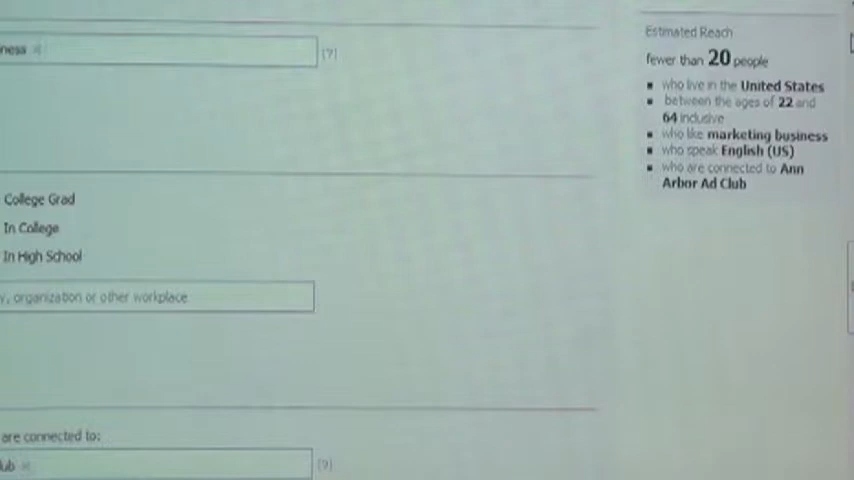 ness × [?]
College Grad
In College
In High School
y, organization or other workplace
are connected to:
lub × [?]
Estimated Reach
fewer than 20 people
who live in the United States
between the ages of 22 and
64 inclusive
who like marketing business
who speak English (US)
who are connected to Ann
Arbor Ad Club